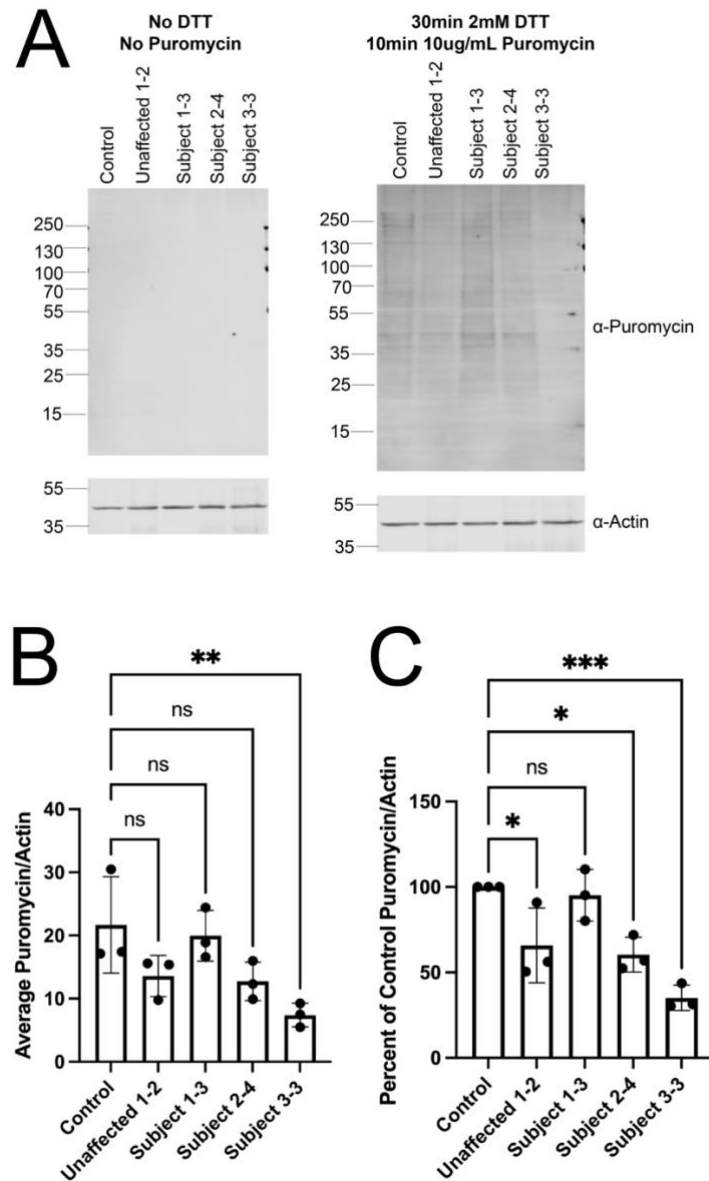 A
No DTT
No Puromycin
30min 2mM DTT
10min 10ug/mL Puromycin
Control
Unaffected 1-2
Subject 1-3
Subject 2-4
Subject 3-3
Control
Unaffected 1-2
Subject 1-3
Subject 2-4
Subject 3-3
250
130
100
70
55
35
25
15
250
130
100
70
55
35
25
15
α-Puromycin
55
35
55
35
α-Actin
B
**
ns
ns
ns
Average Puromycin/Actin
40
30
20
10
0
Control
Unaffected 1-2
Subject 1-3
Subject 2-4
Subject 3-3
C
***
*
ns
*
Percent of Control Puromycin/Actin
150
100
50
0
Control
Unaffected 1-2
Subject 1-3
Subject 2-4
Subject 3-3